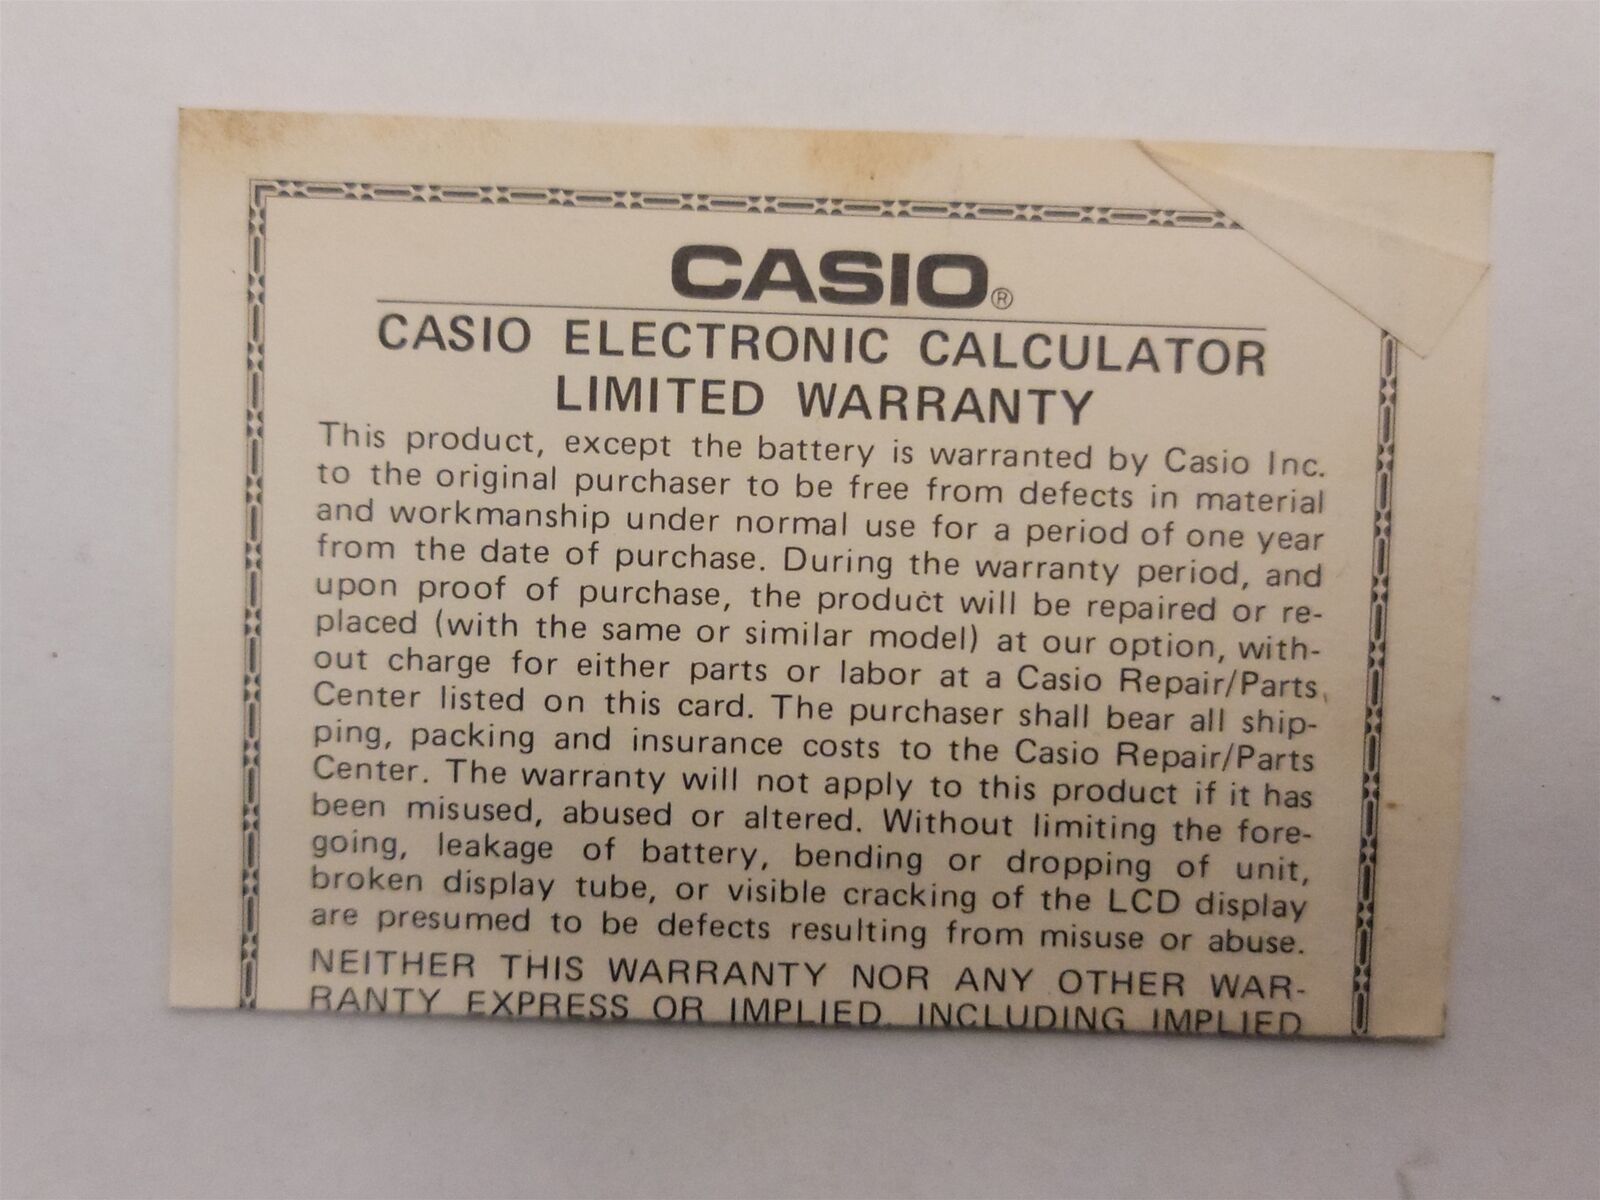 CASIO®
CASIO ELECTRONIC CALCULATOR
LIMITED WARRANTY
This product, except the battery is warranted by Casio Inc.
to the original purchaser to be free from defects in material
and workmanship under normal use for a period of one year
from the date of purchase. During the warranty period, and
upon proof of purchase, the product will be repaired or re-
placed (with the same or similar model) at our option, with-
out charge for either parts or labor at a Casio Repair/Parts
Center listed on this card. The purchaser shall bear all ship-
ping, packing and insurance costs to the Casio Repair/Parts
Center. The warranty will not apply to this product if it has
been misused, abused or altered. Without limiting the fore-
going, leakage of battery, bending or dropping of unit,
broken display tube, or visible cracking of the LCD display
are presumed to be defects resulting from misuse or abuse.
NEITHER THIS WARRANTY NOR ANY OTHER WAR-
RANTY EXPRESS OR IMPLIED, INCLUDING IMPLIED